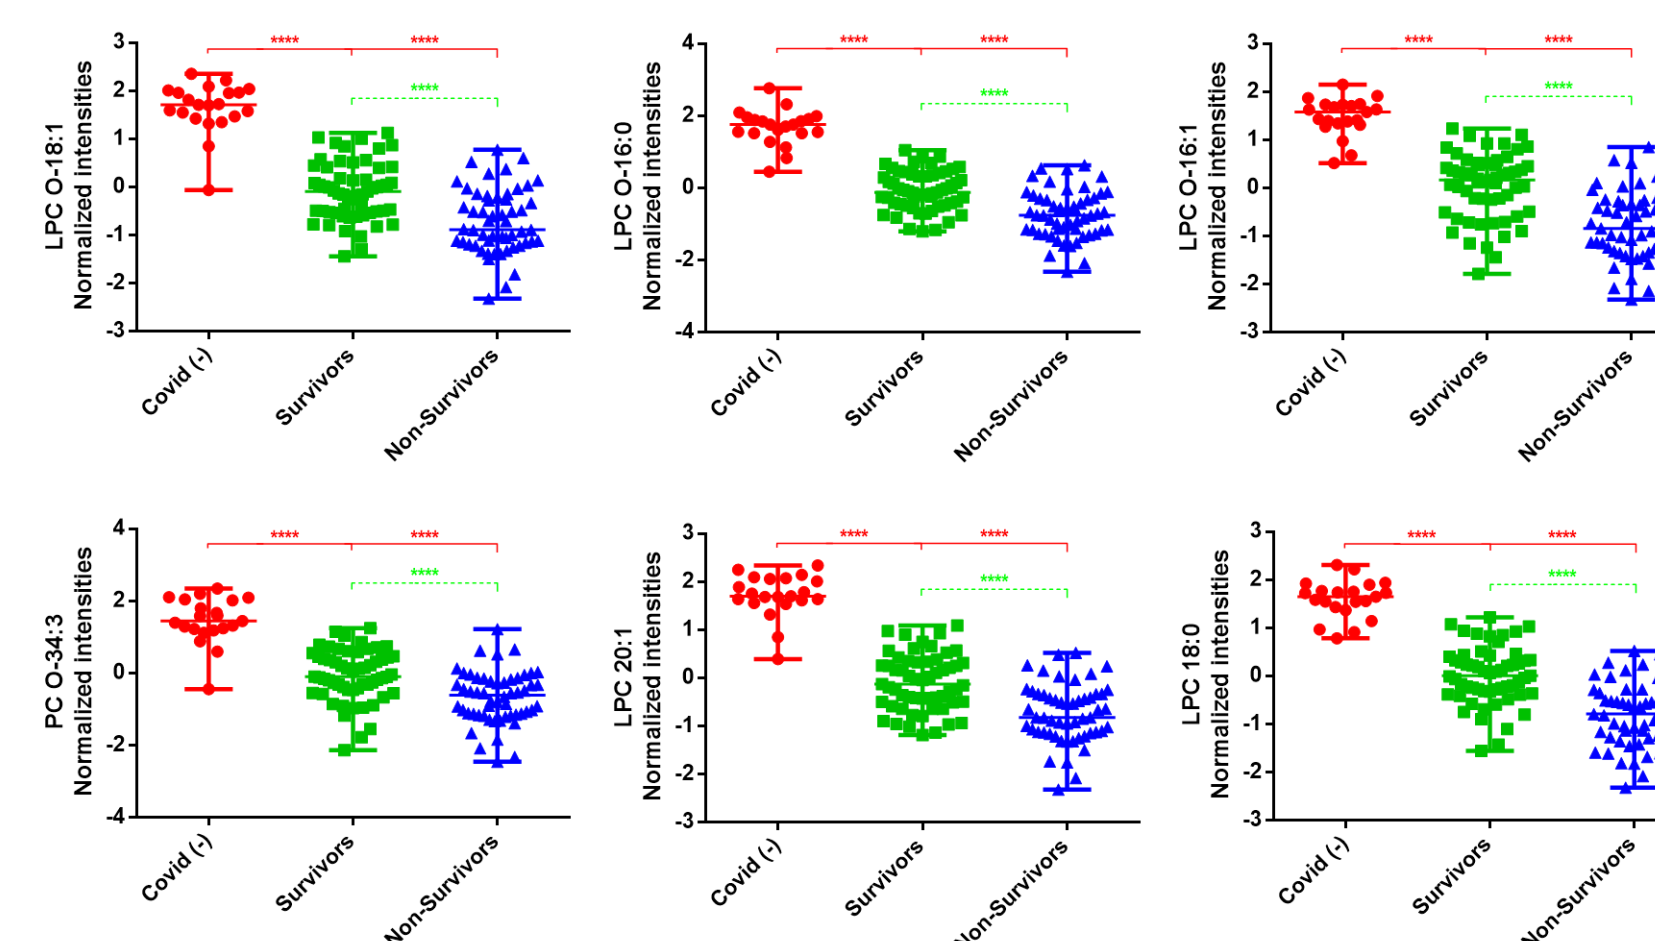 LPC O-18:1
Normalized intensities
3
2
1
0
-1
-2
-3
****
****
****
Covid (-)
Survivors
Non-Survivors
LPC O-16:0
Normalized intensities
4
2
0
-2
-4
****
****
****
Covid (-)
Survivors
Non-Survivors
LPC O-16:1
Normalized intensities
3
2
1
0
-1
-2
-3
****
****
****
Covid (-)
Survivors
Non-Survivors
PC O-34:3
Normalized intensities
4
2
0
-2
-4
****
****
****
Covid (-)
Survivors
Non-Survivors
LPC 20:1
Normalized intensities
3
2
1
0
-1
-2
-3
****
****
****
Covid (-)
Survivors
Non-Survivors
LPC 18:0
Normalized intensities
3
2
1
0
-1
-2
-3
****
****
****
Covid (-)
Survivors
Non-Survivors